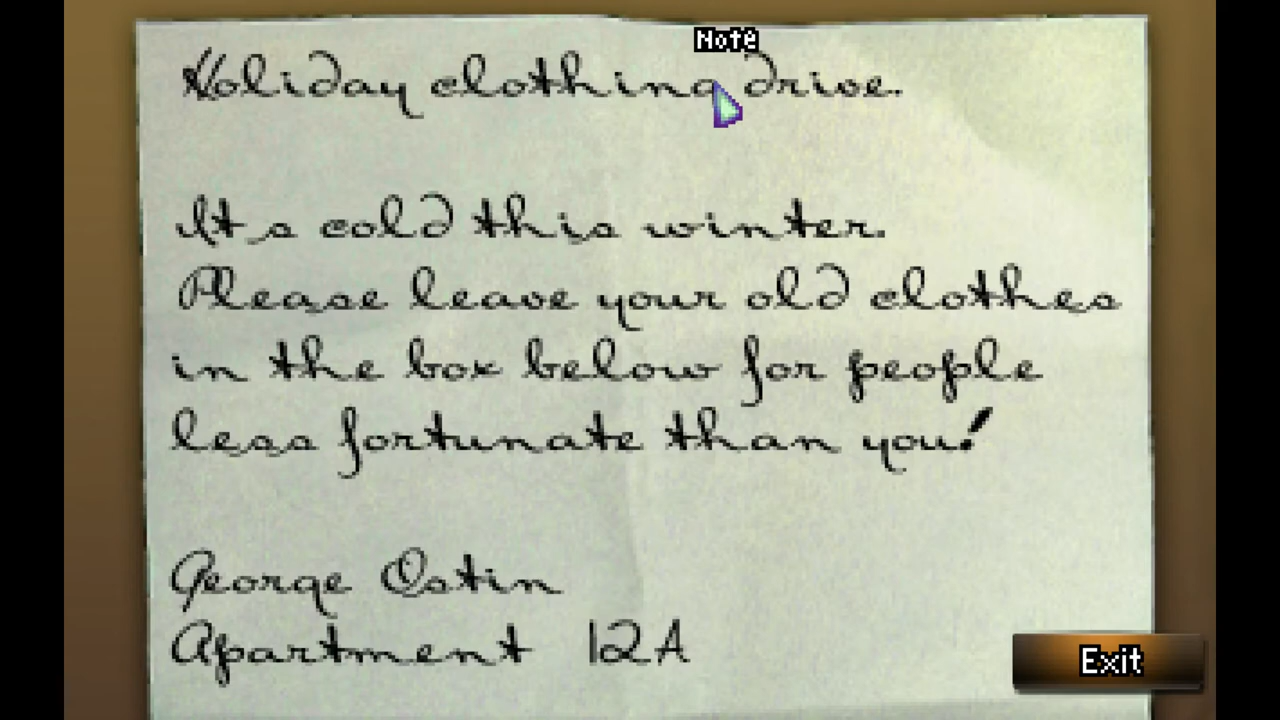 Note
Holiday clothing drive.
It's cold this winter.
Please leave your old clothes
in the box below for people
less fortunate than you!
George Ostin
Apartment 12A
Exit